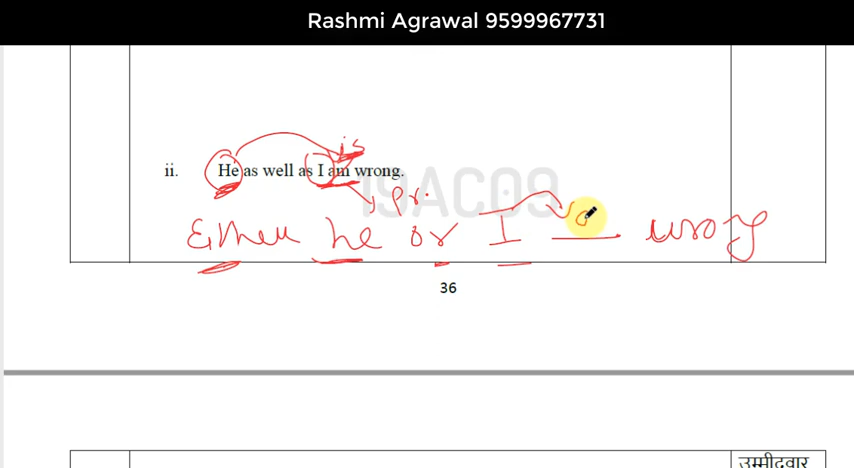 Rashmi Agrawal 9599967731
is
ii. He as well as I am wrong.
pr.
19AC09
Either he or I a wrong
36
उम्मीदवार